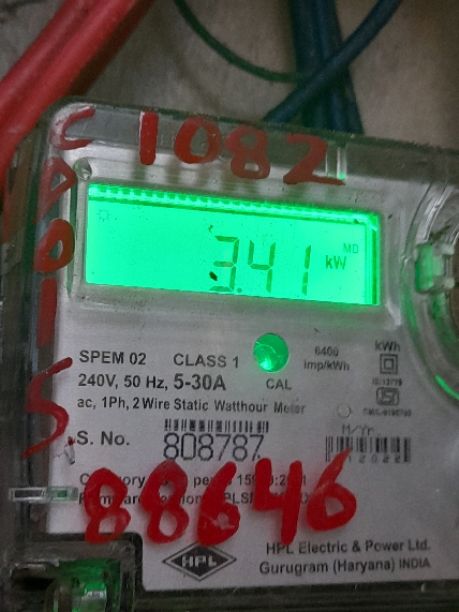 1082
C
D
0
1
5
MD
3.41 kW
SPEM 02 CLASS 1 6400 imp/kWh kWh
240V, 50 Hz, 5-30A CAL
ac, 1Ph, 2 Wire Static Watthour Meter
S. No. 808787 M/Yr.
88646
HPL
HPL Electric & Power Ltd.
Gurugram (Haryana) INDIA